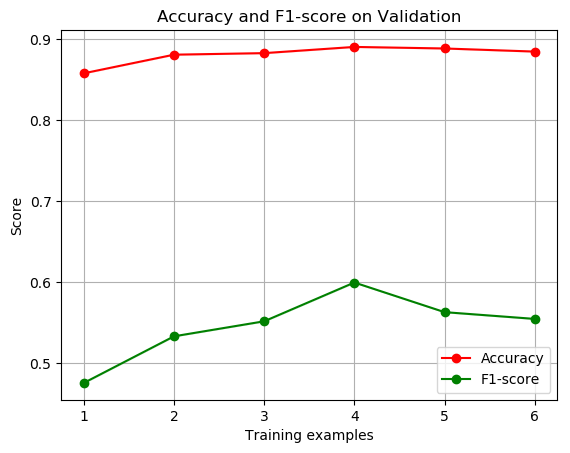 Accuracy and F1-score on Validation
0.9
0.8
0.7
0.6
0.5
Score
Accuracy
F1-score
1 2 3 4 5 6
Training examples